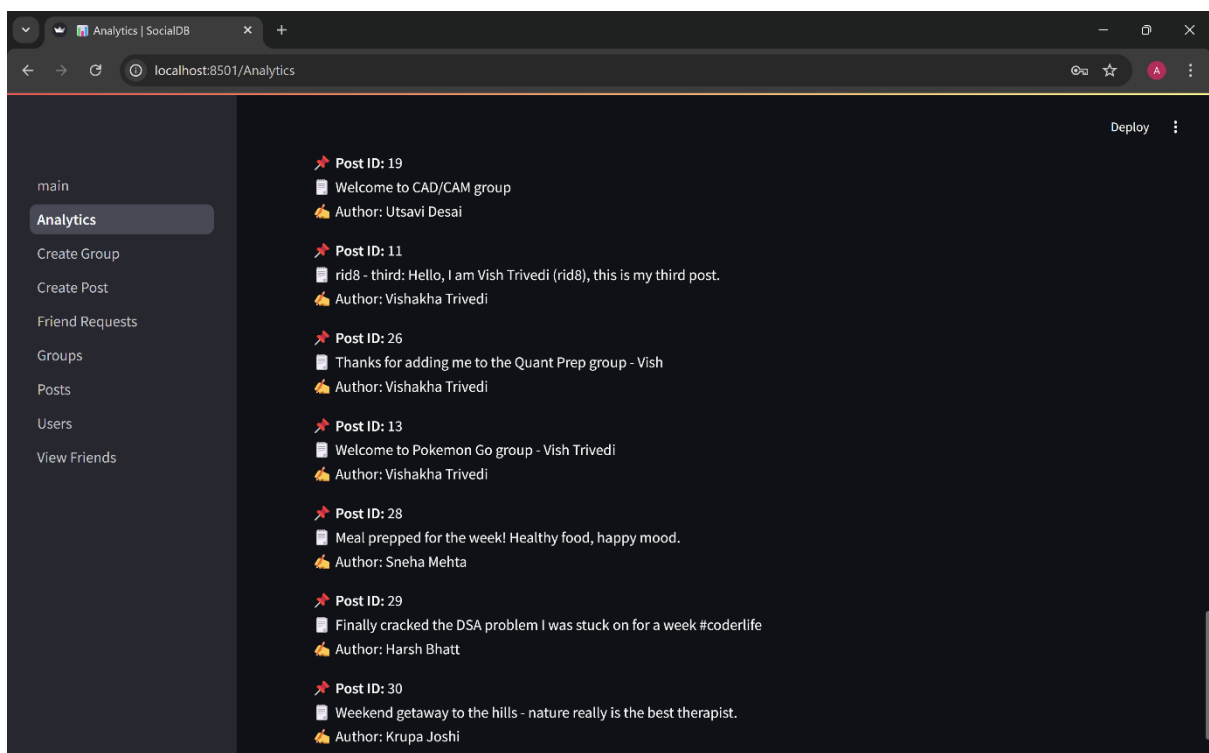 Analytics | SocialDB
localhost:8501/Analytics
A
Deploy
main
Analytics
Create Group
Create Post
Friend Requests
Groups
Posts
Users
View Friends
Post ID: 19
Welcome to CAD/CAM group
Author: Utsavi Desai
Post ID: 11
rid8 - third: Hello, I am Vish Trivedi (rid8), this is my third post.
Author: Vishakha Trivedi
Post ID: 26
Thanks for adding me to the Quant Prep group - Vish
Author: Vishakha Trivedi
Post ID: 13
Welcome to Pokemon Go group - Vish Trivedi
Author: Vishakha Trivedi
Post ID: 28
Meal prepped for the week! Healthy food, happy mood.
Author: Sneha Mehta
Post ID: 29
Finally cracked the DSA problem I was stuck on for a week #coderlife
Author: Harsh Bhatt
Post ID: 30
Weekend getaway to the hills - nature really is the best therapist.
Author: Krupa Joshi